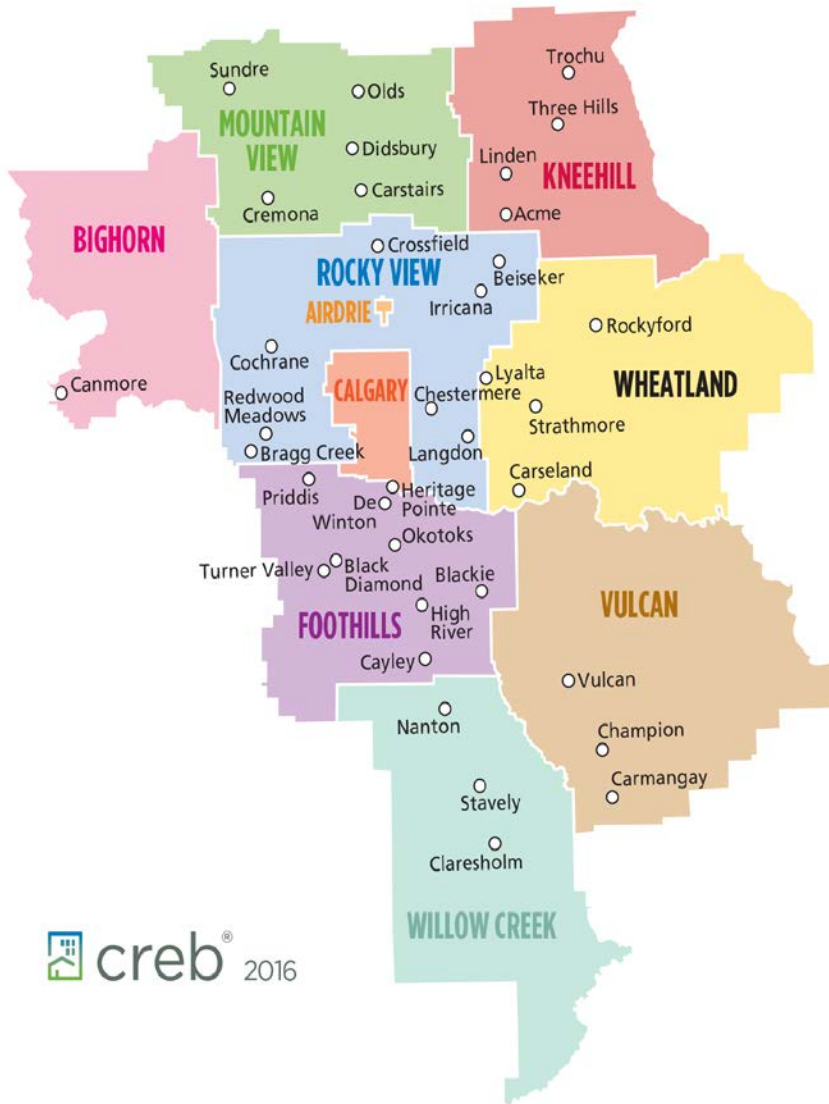 Sundre
Olds
MOUNTAIN
VIEW
Didsbury
Carstairs
Cremona
Trochu
Three Hills
Linden
KNEEHILL
Acme
BIGHORN
Canmore
Crossfield
ROCKY VIEW
Beiseker
Irricana
AIRDRIE
Cochrane
CALGARY
Chestermere
Redwood
Meadows
Bragg Creek
Langdon
Rockyford
Lyalta
WHEATLAND
Strathmore
Carseland
Priddis
Heritage
Pointe
De
Winton
Okotoks
Turner Valley
Black
Diamond
Blackie
FOOTHILLS
High
River
Cayley
VULCAN
Vulcan
Champion
Carmangay
Nanton
Stavely
Claresholm
WILLOW CREEK
creb® 2016